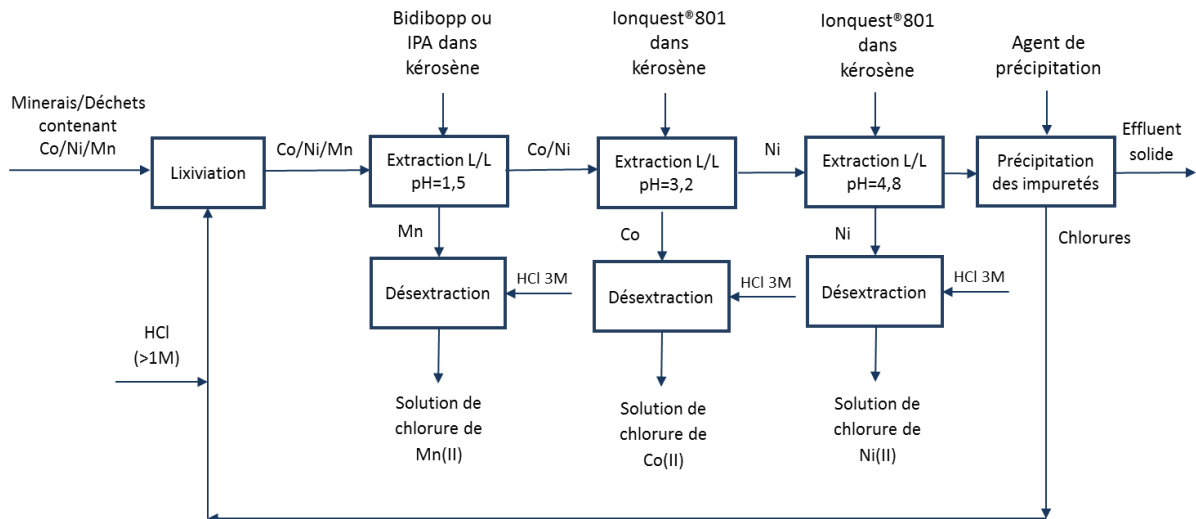 Bidibopp ou
IPA dans
kérosène
Ionquest®801
dans
kérosène
Ionquest®801
dans
kérosène
Agent de
précipitation
Minerais/Déchets
contenant
Co/Ni/Mn
Lixiviation
Co/Ni/Mn
Extraction L/L
pH=1,5
Co/Ni
Extraction L/L
pH=3,2
Ni
Extraction L/L
pH=4,8
Précipitation
des impuretés
Effluent
solide
Mn
Co
Ni
Chlorures
Désextraction
HCl 3M
Désextraction
HCl 3M
Désextraction
HCl 3M
HCl
(>1M)
Solution de
chlorure de
Mn(II)
Solution de
chlorure de
Co(II)
Solution de
chlorure de
Ni(II)